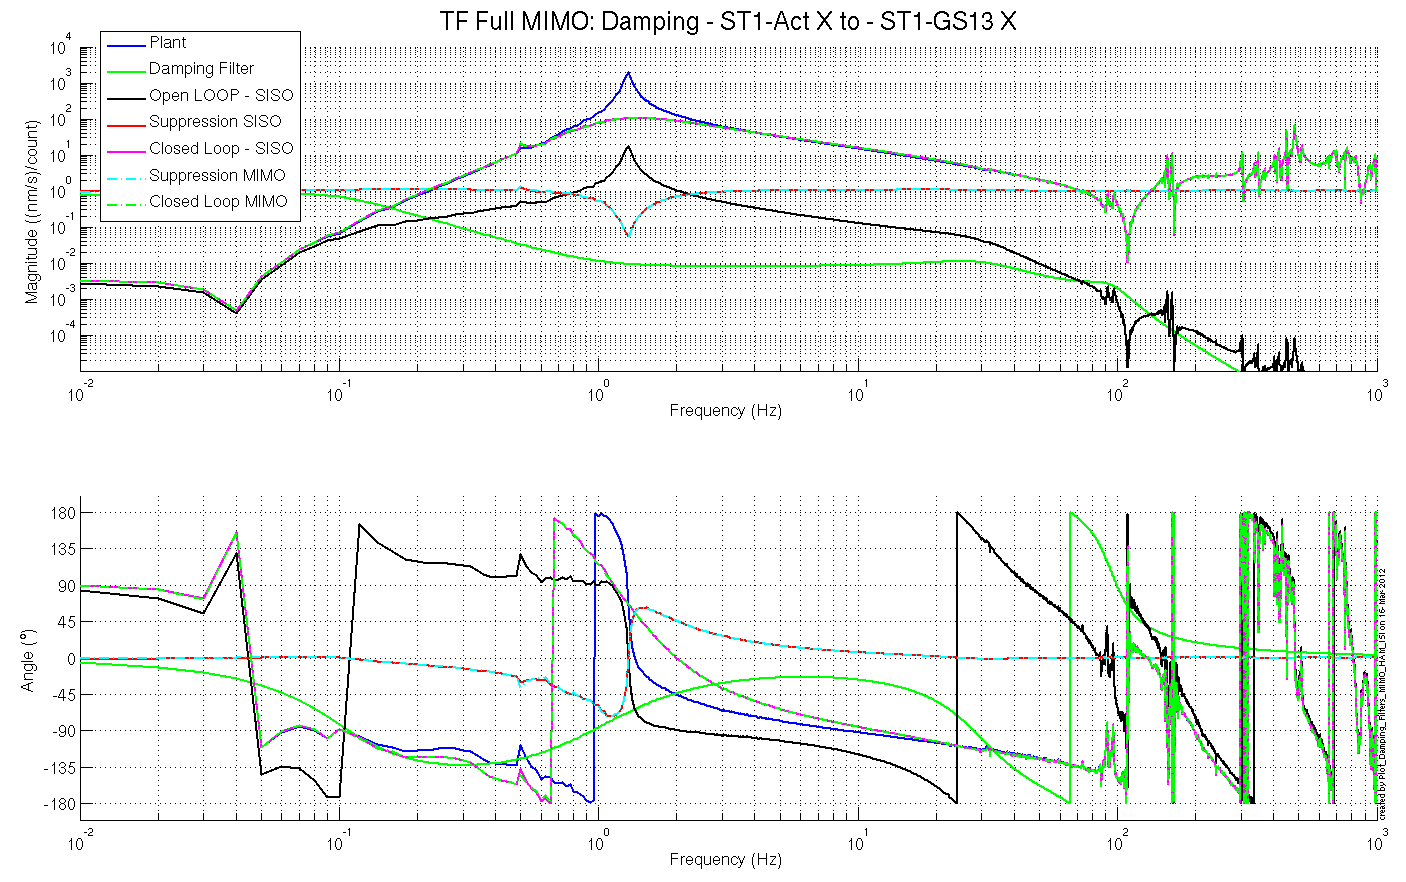 TF Full MIMO: Damping - ST1-Act X to - ST1-GS13 X
Plant
Damping Filter
Open LOOP - SISO
Suppression SISO
Closed Loop - SISO
Suppression MIMO
Closed Loop MIMO
Magnitude ((nm/s)/count)
10^4
10^3
10^2
10^1
10^0
10^-1
10^-2
10^-3
10^-4
10^-2
10^-1
10^0
10^1
10^2
10^3
Frequency (Hz)
Angle (°)
180
135
90
45
0
-45
-90
-135
-180
10^-2
10^-1
10^0
10^1
10^2
10^3
Frequency (Hz)